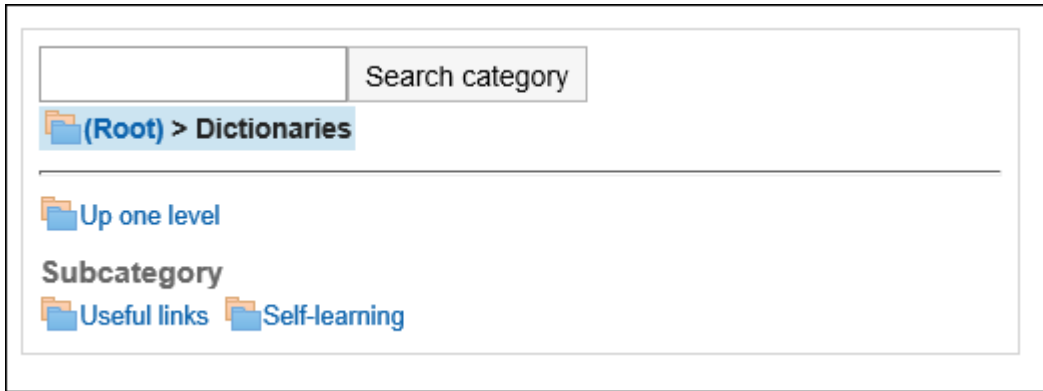 Search category
(Root) > Dictionaries
Up one level
Subcategory
Useful links Self-learning